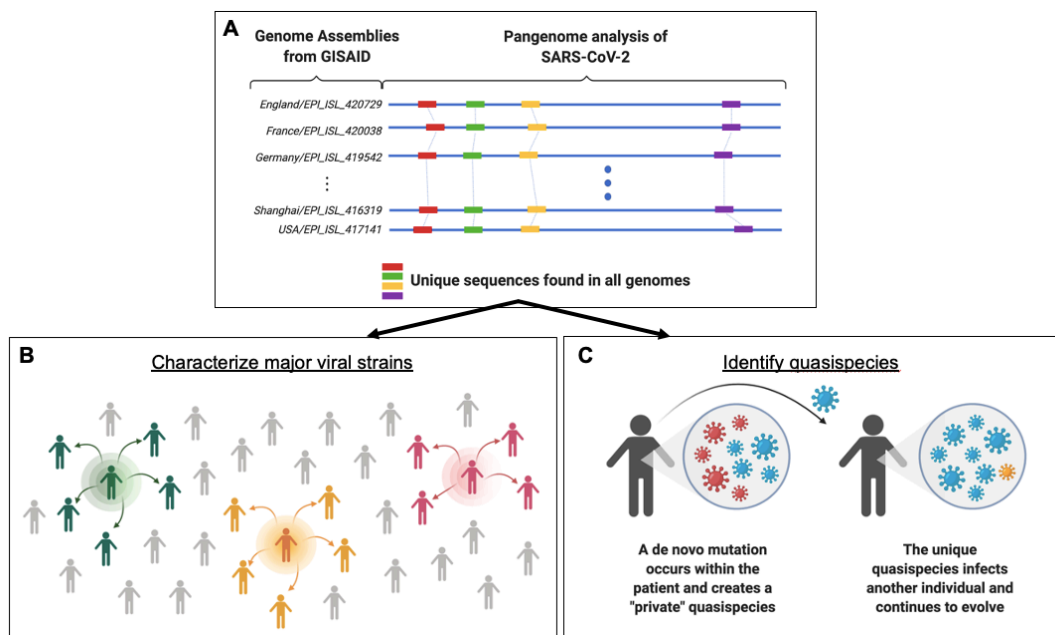 A
Genome Assemblies
from GISAID
Pangenome analysis of
SARS-CoV-2
England/EPI_ISL_420729
France/EPI_ISL_420038
Germany/EPI_ISL_419542
Shanghai/EPI_ISL_416319
USA/EPI_ISL_417141
Unique sequences found in all genomes
B
Characterize major viral strains
C
Identify quasispecies
A de novo mutation
occurs within the
patient and creates a
"private" quasispecies
The unique
quasispecies infects
another individual and
continues to evolve